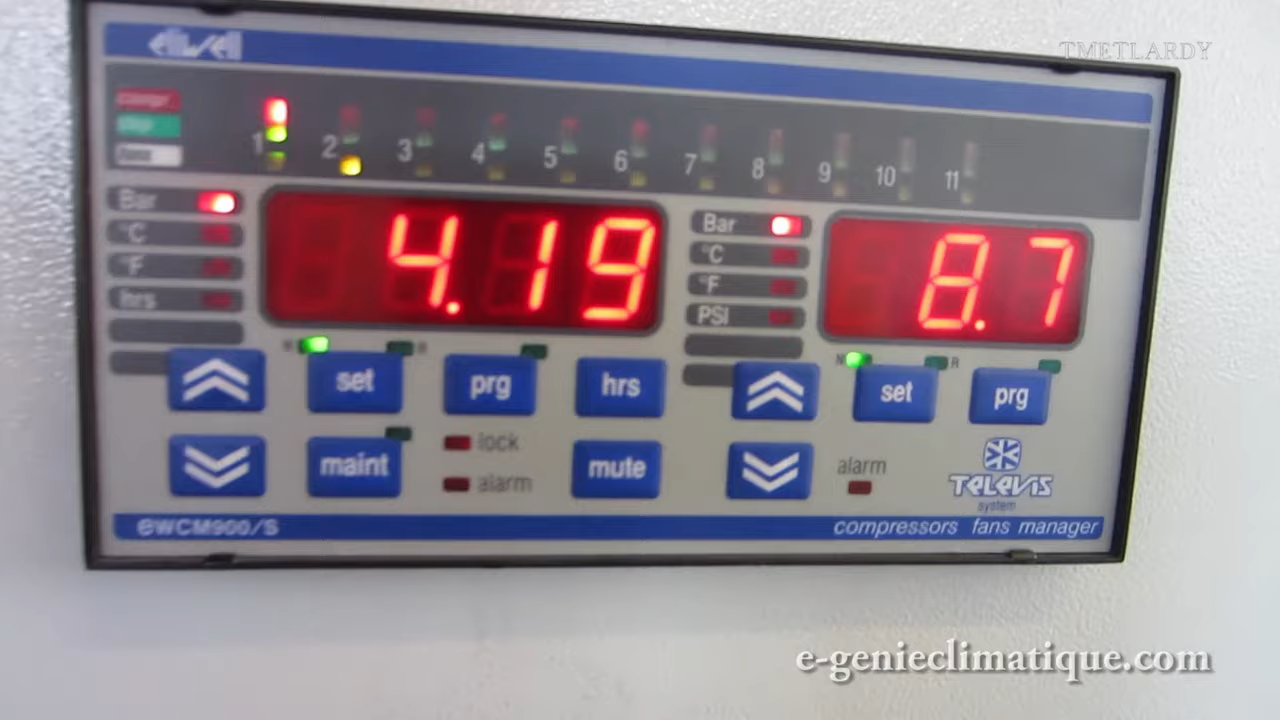 TMETLARDY
eliwell
compr.
1 2 3 4 5 6 7 8 9 10 11
Bar
°C
°F
hrs
4.19
Bar
°C
°F
PSI
8.7
N R
set prg hrs
N R
set prg
maint
lock
alarm
mute
alarm
TELEVIS
system
EWCM900/S
compressors fans manager
e-genieclimatique.com